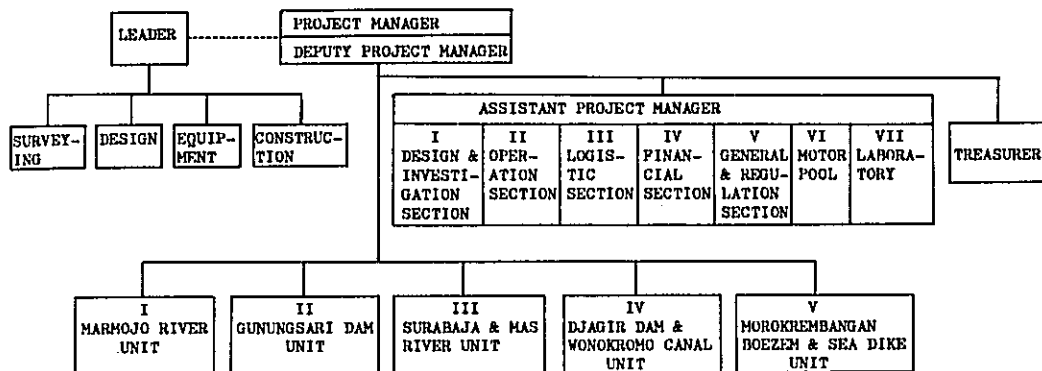 LEADER
PROJECT MANAGER
DEPUTY PROJECT MANAGER
SURVEY-
ING
DESIGN
EQUIP-
MENT
CONSTRUC-
TION
ASSISTANT PROJECT MANAGER
I
DESIGN &
INVESTI-
GATION
SECTION
II
OPER-
ATION
SECTION
III
LOGIS-
TIC
SECTION
IV
FINAN-
CIAL
SECTION
V
GENERAL
& REGU-
LATION
SECTION
VI
MOTOR
POOL
VII
LABORA-
TORY
TREASURER
I
MARMOJO RIVER
UNIT
II
GUNUNGSARI DAM
UNIT
III
SURABAJA & MAS
RIVER UNIT
IV
DJAGIR DAM &
WONOKROMO CANAL
UNIT
V
MOROKREMBANGAN
BOEZEM & SEA DIKE
UNIT